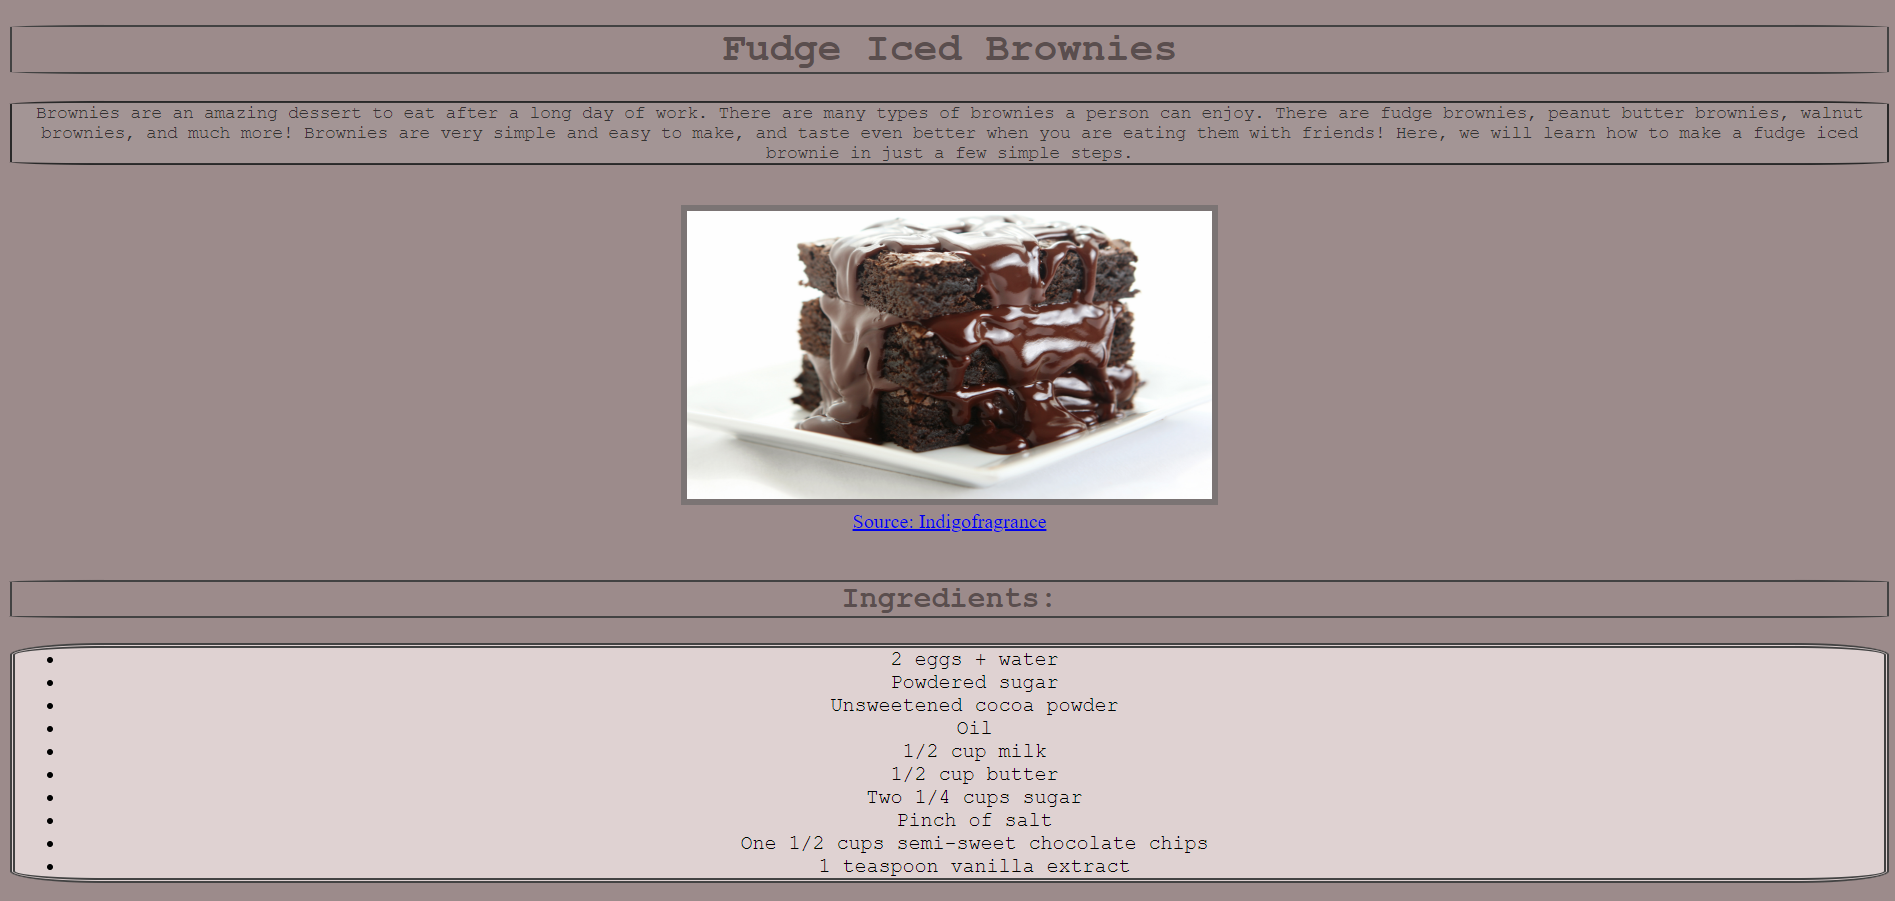 Fudge Iced Brownies
Brownies are an amazing dessert to eat after a long day of work. There are many types of brownies a person can enjoy. There are fudge brownies, peanut butter brownies, walnut
brownies, and much more! Brownies are very simple and easy to make, and taste even better when you are eating them with friends! Here, we will learn how to make a fudge iced
brownie in just a few simple steps.
Source: Indigofragrance
Ingredients:
2 eggs + water
Powdered sugar
Unsweetened cocoa powder
Oil
1/2 cup milk
1/2 cup butter
Two 1/4 cups sugar
Pinch of salt
One 1/2 cups semi-sweet chocolate chips
1 teaspoon vanilla extract